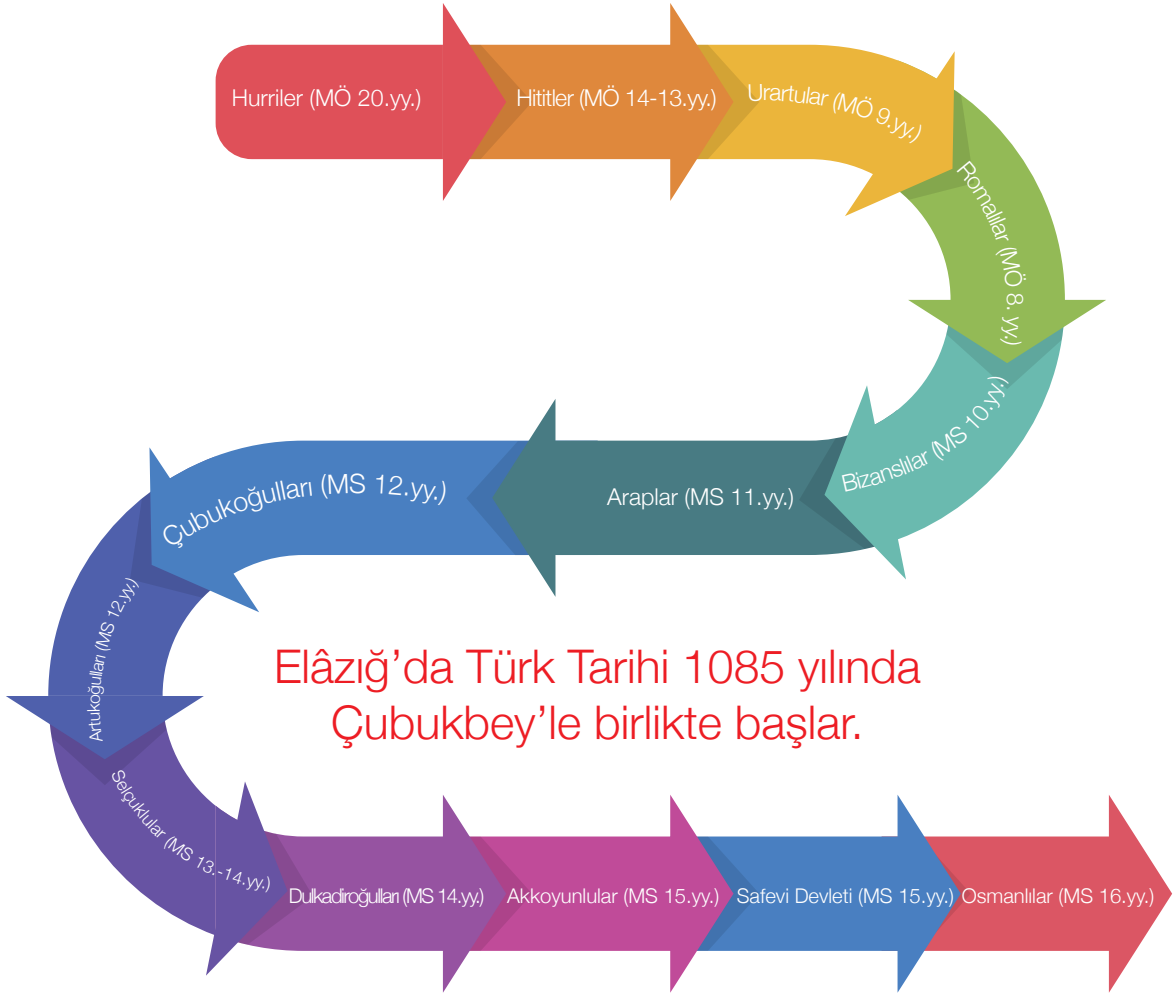 Hurriler (MÖ 20.yy.)
Hititler (MÖ 14-13.yy.)
Urartular (MÖ 9.yy.)
Romalılar (MÖ 8. yy.)
Bizanslılar (MS 10.yy.)
Araplar (MS 11.yy.)
Çubukoğulları (MS 12.yy.)
Artukoğulları (MS 12.yy.)
Selçuklular (MS 13.-14.yy.)
Dulkadiroğulları (MS 14.yy.)
Akkoyunlular (MS 15.yy.)
Safevi Devleti (MS 15.yy.)
Osmanlılar (MS 16.yy.)
Elâzığ’da Türk Tarihi 1085 yılında
Çubukbey’le birlikte başlar.